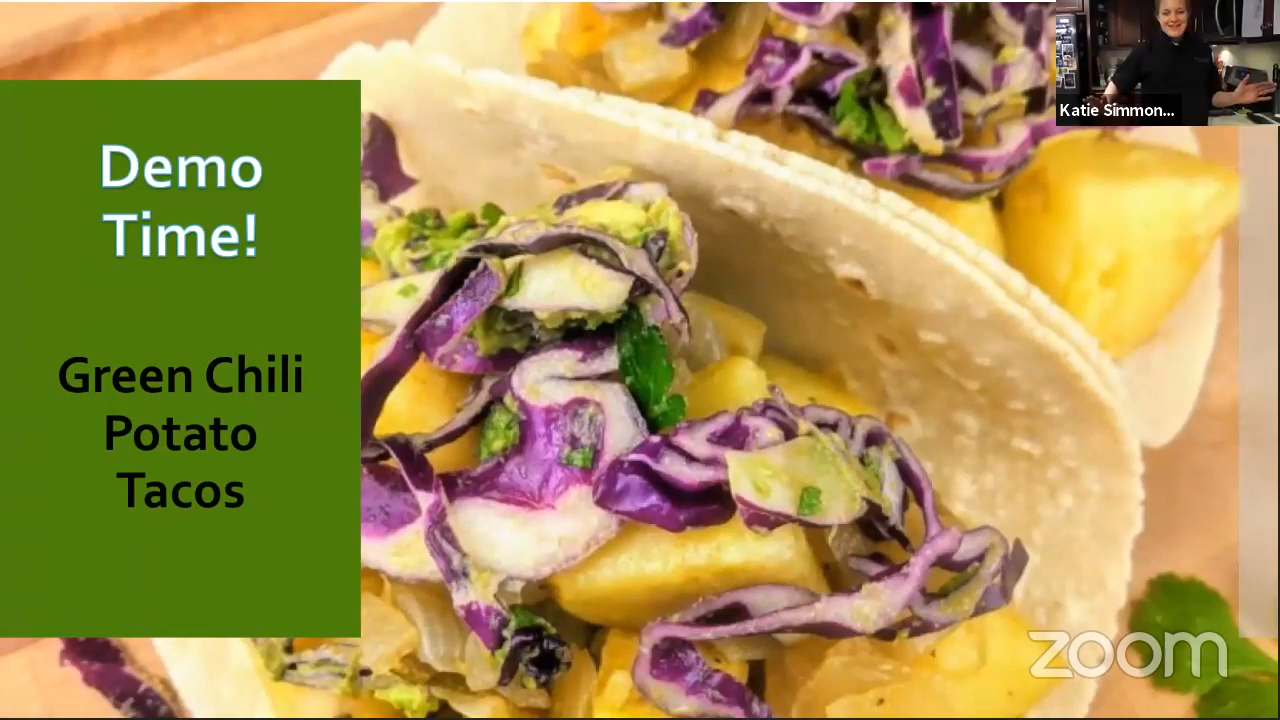 Demo
Time!
Green Chili
Potato
Tacos
Katie Simmon...
zoom